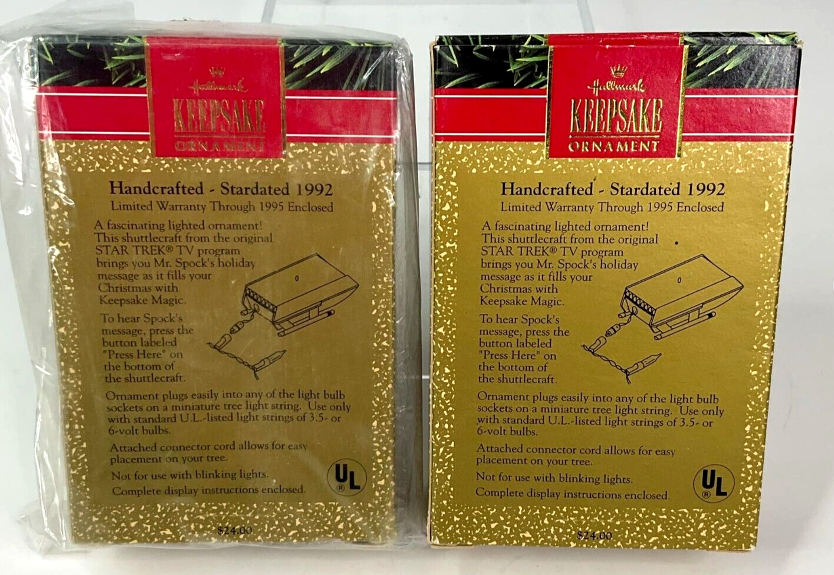 Hallmark
KEEPSAKE
ORNAMENT
Handcrafted - Stardated 1992
Limited Warranty Through 1995 Enclosed
A fascinating lighted ornament!
This shuttlecraft from the original
STAR TREK® TV program
brings you Mr. Spock's holiday
message as it fills your
Christmas with
Keepsake Magic.
To hear Spock's
message, press the
button labeled
"Press Here" on
the bottom of
the shuttlecraft.
Ornament plugs easily into any of the light bulb
sockets on a miniature tree light string. Use only
with standard U.L.-listed light strings of 3.5- or
6-volt bulbs.
Attached connector cord allows for easy
placement on your tree.
Not for use with blinking lights.
Complete display instructions enclosed.
UL
®
$24.00
Hallmark
KEEPSAKE
ORNAMENT
Handcrafted - Stardated 1992
Limited Warranty Through 1995 Enclosed
A fascinating lighted ornament!
This shuttlecraft from the original
STAR TREK® TV program
brings you Mr. Spock's holiday
message as it fills your
Christmas with
Keepsake Magic.
To hear Spock's
message, press the
button labeled
"Press Here" on
the bottom of
the shuttlecraft.
Ornament plugs easily into any of the light bulb
sockets on a miniature tree light string. Use only
with standard U.L.-listed light strings of 3.5- or
6-volt bulbs.
Attached connector cord allows for easy
placement on your tree.
Not for use with blinking lights.
Complete display instructions enclosed.
UL
®
$24.00